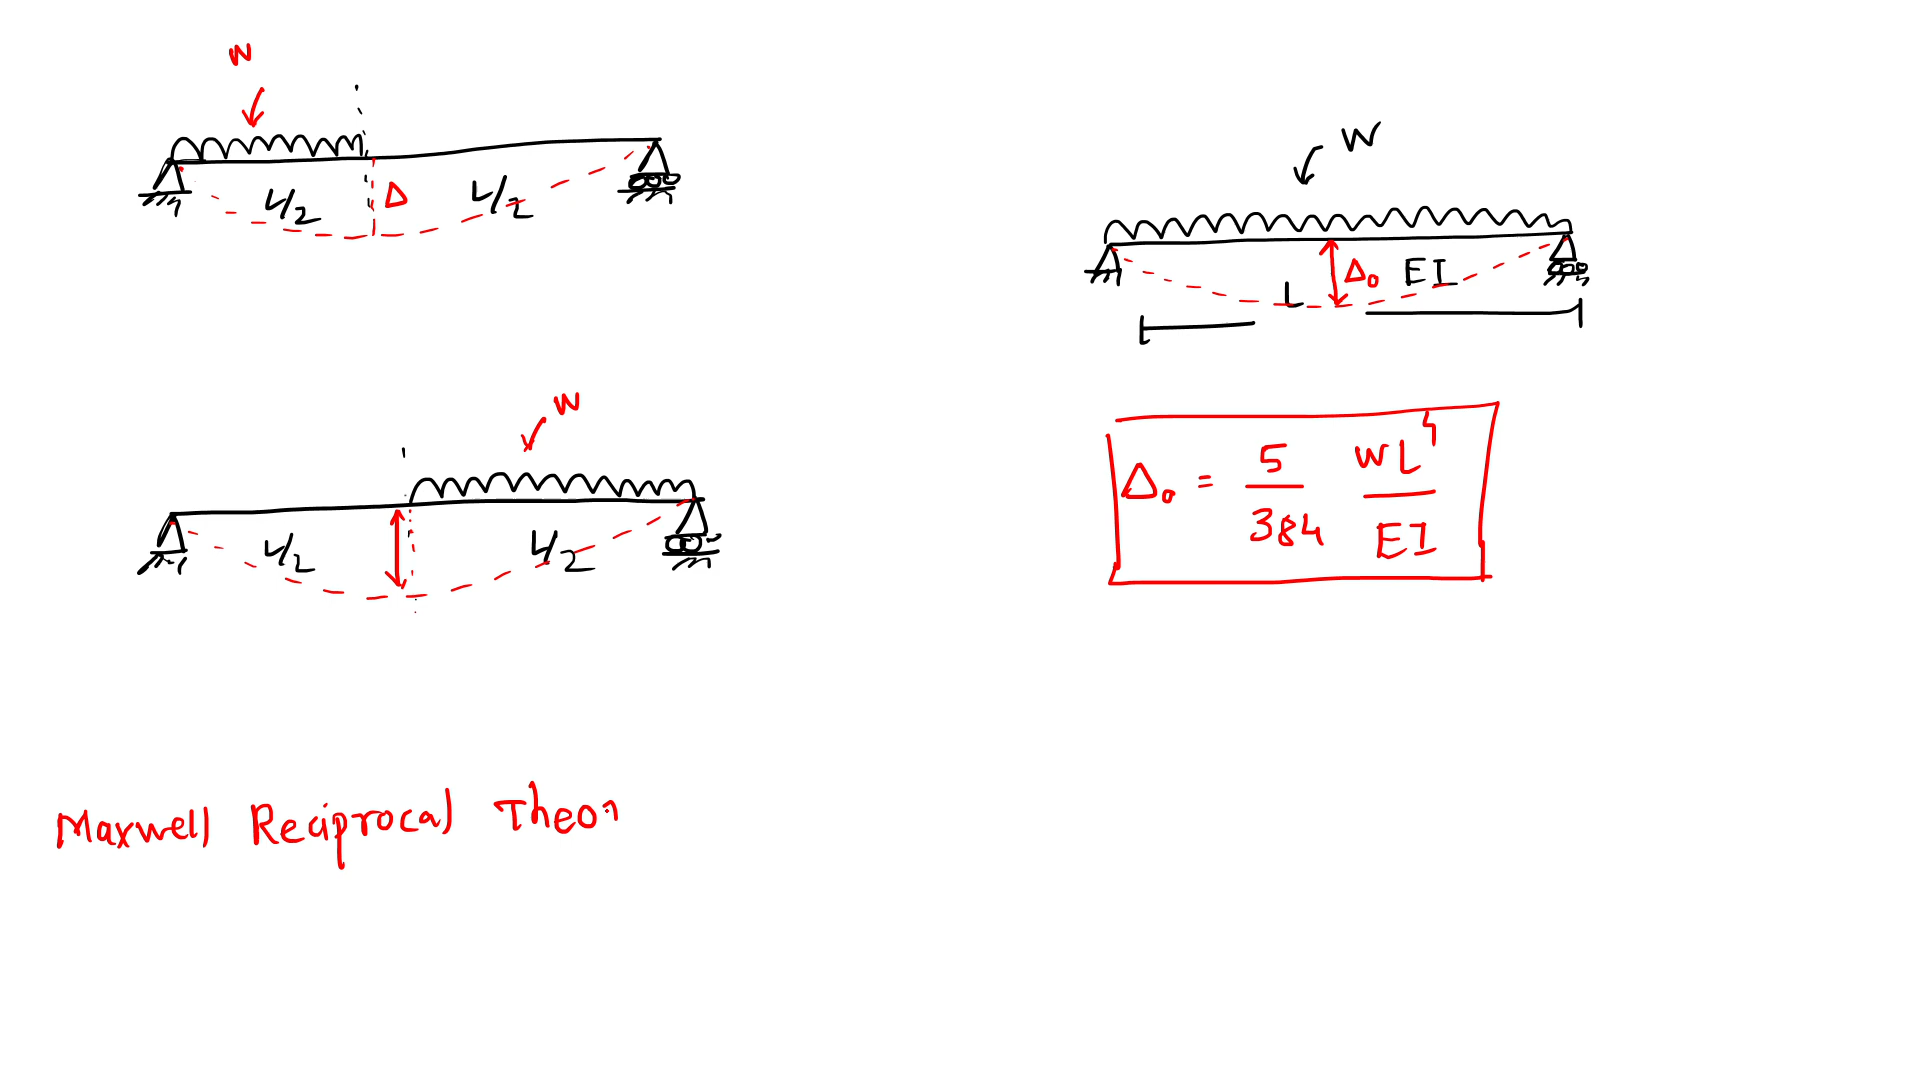 w
Δ
L/2
L/2
w
L/2
L/2
Maxwell Reciprocal Theor
W
Δ₀
EI
L
Δ₀ = 5/384 WL⁴/EI